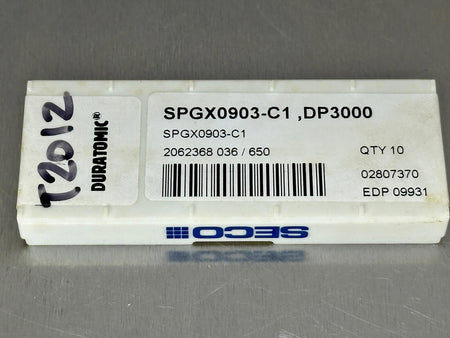 T2012
DURATOMIC®
SPGX0903-C1 ,DP3000
SPGX0903-C1
2062368 036 / 650
QTY 10
02807370
EDP 09931
SECO